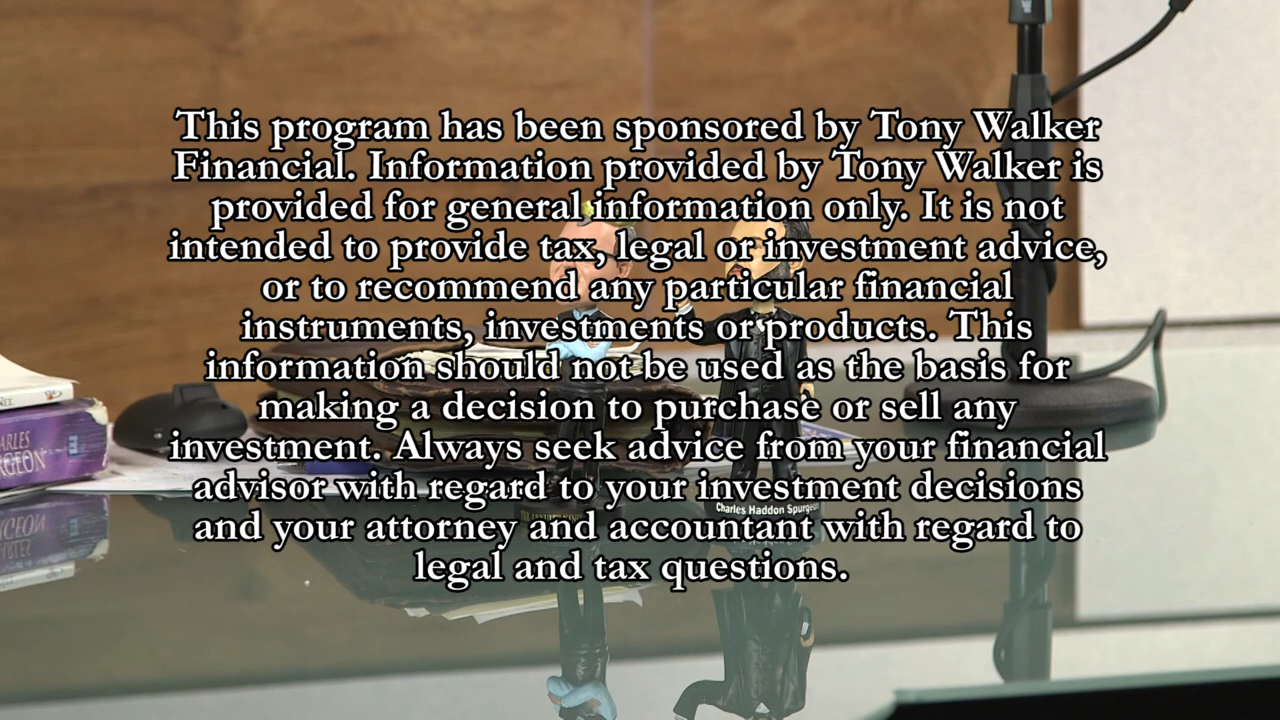 This program has been sponsored by Tony Walker
Financial. Information provided by Tony Walker is
provided for general information only. It is not
intended to provide tax, legal or investment advice,
or to recommend any particular financial
instruments, investments or products. This
information should not be used as the basis for
making a decision to purchase or sell any
investment. Always seek advice from your financial
advisor with regard to your investment decisions
and your attorney and accountant with regard to
legal and tax questions.
Charles Haddon Spurgeon